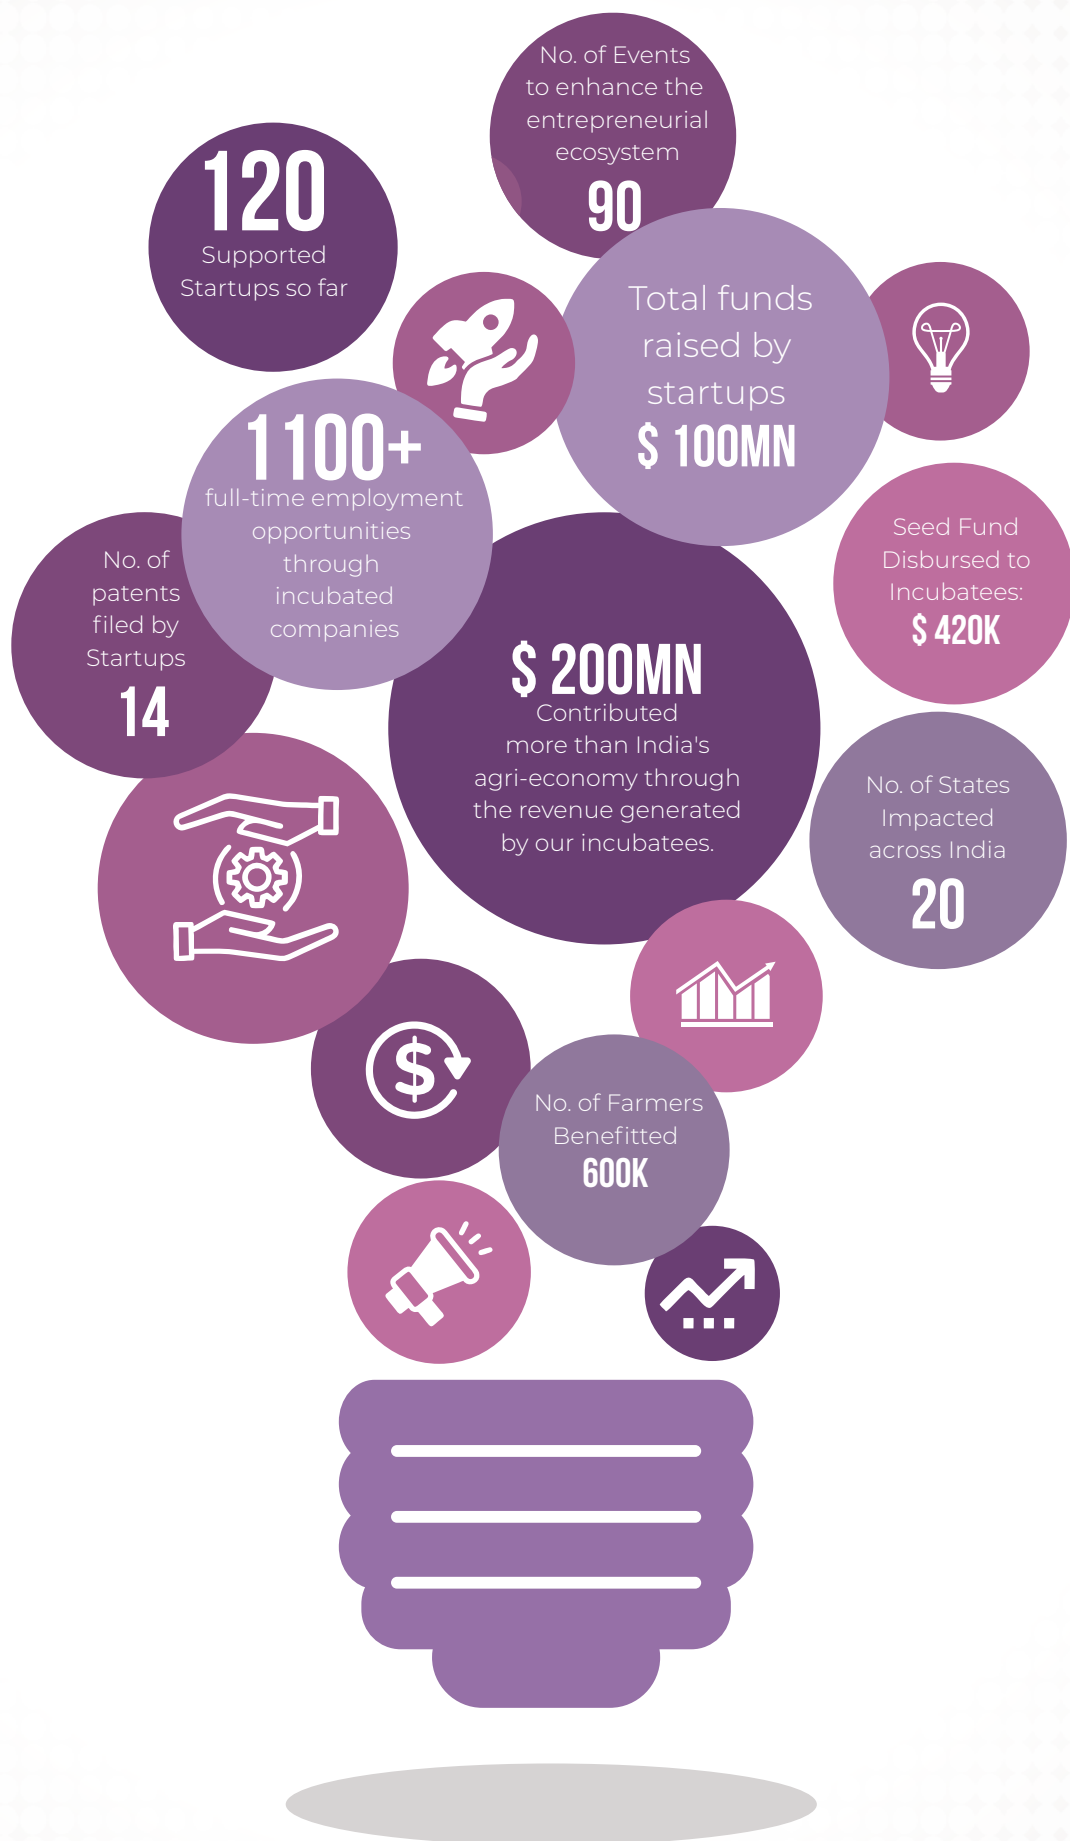 No. of Events
to enhance the
entrepreneurial
ecosystem
90
120
Supported
Startups so far
Total funds
raised by
startups
$ 100MN
1100+
full-time employment
opportunities
through
incubated
companies
Seed Fund
Disbursed to
Incubatees:
$ 420K
No. of
patents
filed by
Startups
14
$ 200MN
Contributed
more than India's
agri-economy through
the revenue generated
by our incubatees.
No. of States
Impacted
across India
20
$
No. of Farmers
Benefitted
600K